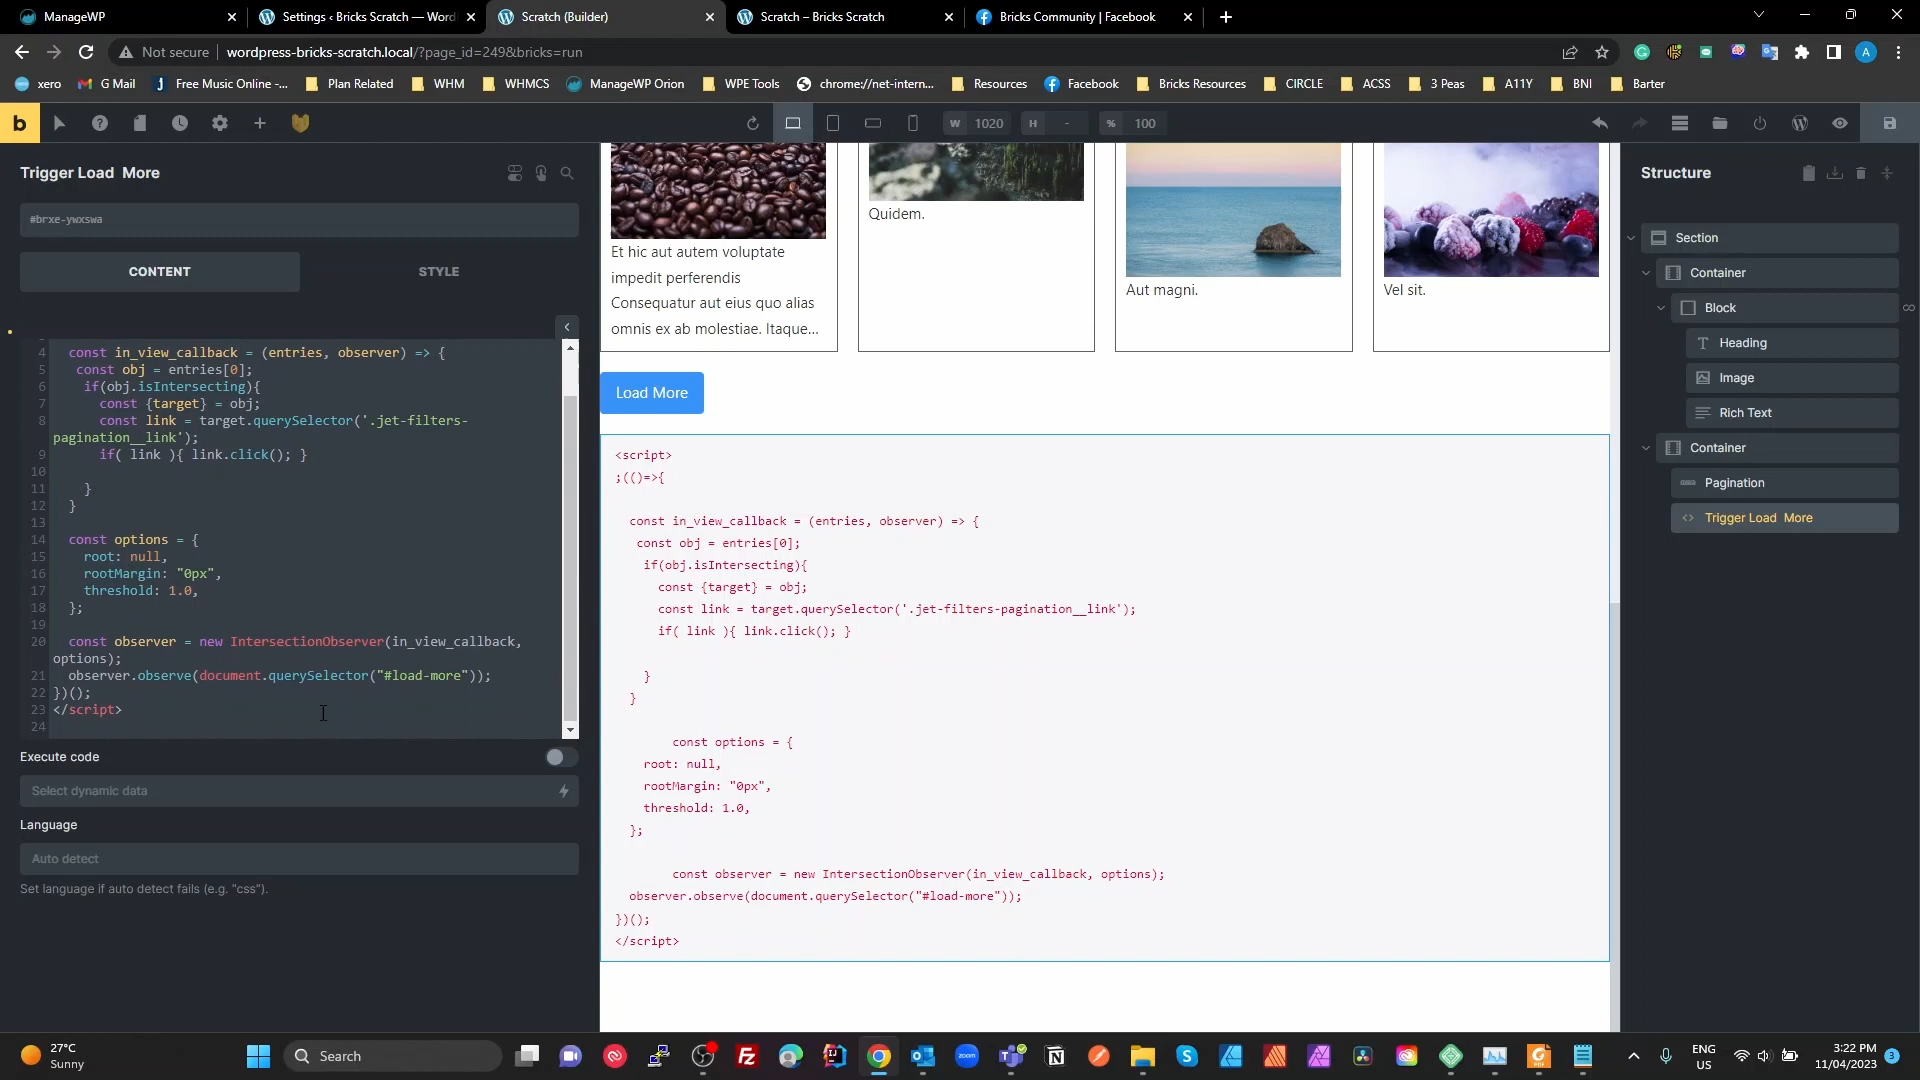 ManageWP
Settings ‹ Bricks Scratch — Word
Scratch (Builder)
Scratch – Bricks Scratch
Bricks Community | Facebook
Not secure
wordpress-bricks-scratch.local/?page_id=249&bricks=run
A
xero
G Mail
Free Music Online -...
Plan Related
WHM
WHMCS
ManageWP Orion
WPE Tools
chrome://net-intern...
Resources
Facebook
Bricks Resources
CIRCLE
ACSS
3 Peas
A11Y
BNI
Barter
b
W 1020
H -
% 100
Trigger Load More
#brxe-ywxswa
CONTENT
STYLE
4 const in_view_callback = (entries, observer) => {
5 const obj = entries[0];
6 if(obj.isIntersecting){
7 const {target} = obj;
8 const link = target.querySelector('.jet-filters-
pagination__link');
9 if( link ){ link.click(); }
10
11 }
12 }
13
14 const options = {
15 root: null,
16 rootMargin: "0px",
17 threshold: 1.0,
18 };
19
20 const observer = new IntersectionObserver(in_view_callback,
options);
21 observer.observe(document.querySelector("#load-more"));
22 })();
23 </script>
24
Execute code
Select dynamic data
Language
Auto detect
Set language if auto detect fails (e.g. "css").
Et hic aut autem voluptate
impedit perferendis
Consequatur aut eius quo alias
omnis ex ab molestiae. Itaque...
Quidem.
Aut magni.
Vel sit.
Load More
<script>
;(()=>{
const in_view_callback = (entries, observer) => {
const obj = entries[0];
if(obj.isIntersecting){
const {target} = obj;
const link = target.querySelector('.jet-filters-pagination__link');
if( link ){ link.click(); }
}
}
const options = {
root: null,
rootMargin: "0px",
threshold: 1.0,
};
const observer = new IntersectionObserver(in_view_callback, options);
observer.observe(document.querySelector("#load-more"));
})();
</script>
Structure
Section
Container
Block
Heading
Image
Rich Text
Container
Pagination
Trigger Load More
27°C
Sunny
Search
zoom
ENG
US
3:22 PM
11/04/2023
3